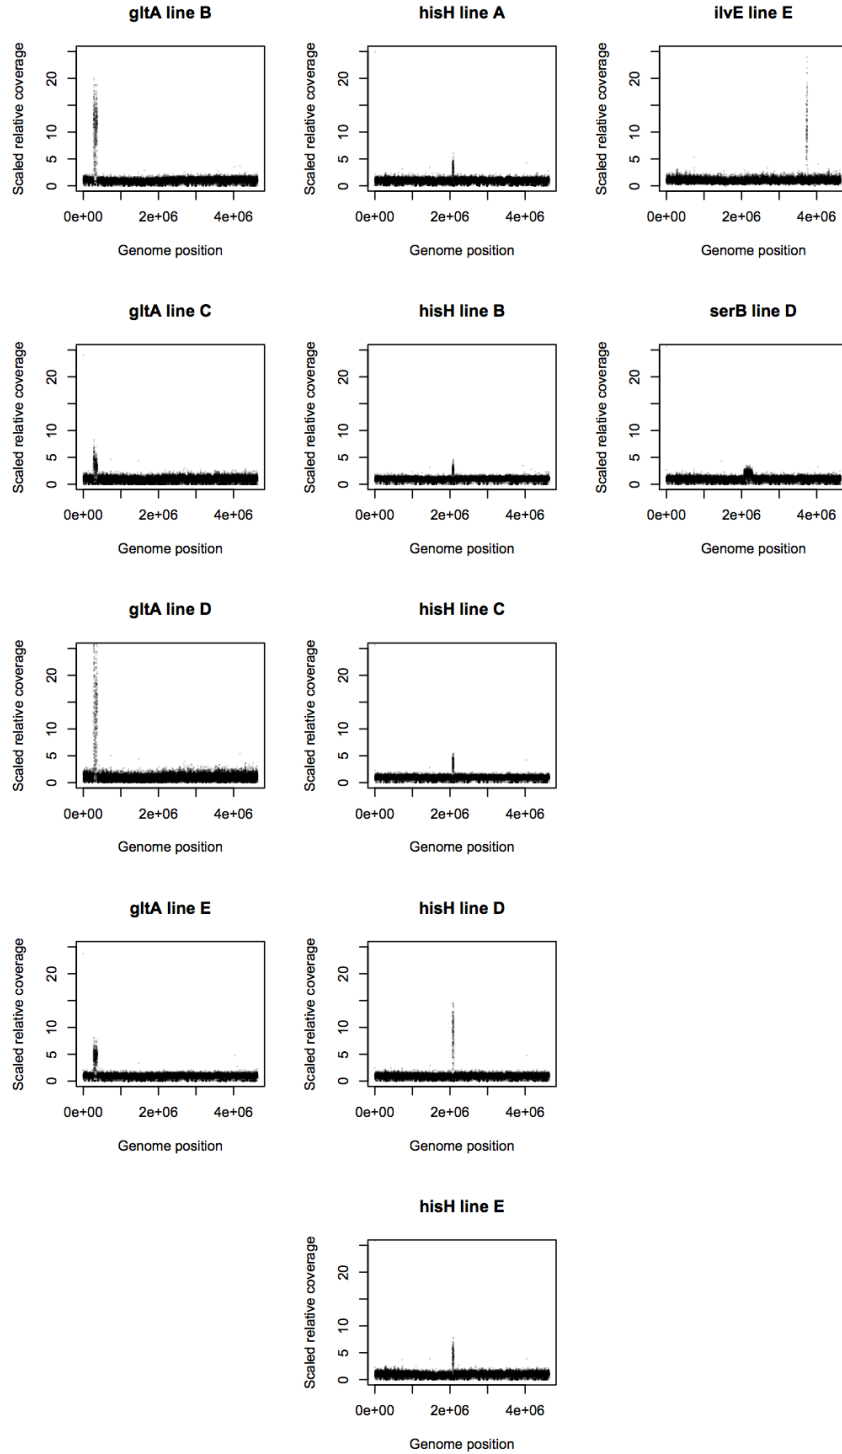 gltA line B
Scaled relative coverage
0 5 10 20
0e+00 2e+06 4e+06
Genome position
hisH line A
Scaled relative coverage
0 5 10 20
0e+00 2e+06 4e+06
Genome position
ilvE line E
Scaled relative coverage
0 5 10 20
0e+00 2e+06 4e+06
Genome position
gltA line C
Scaled relative coverage
0 5 10 20
0e+00 2e+06 4e+06
Genome position
hisH line B
Scaled relative coverage
0 5 10 20
0e+00 2e+06 4e+06
Genome position
serB line D
Scaled relative coverage
0 5 10 20
0e+00 2e+06 4e+06
Genome position
gltA line D
Scaled relative coverage
0 5 10 20
0e+00 2e+06 4e+06
Genome position
hisH line C
Scaled relative coverage
0 5 10 20
0e+00 2e+06 4e+06
Genome position
gltA line E
Scaled relative coverage
0 5 10 20
0e+00 2e+06 4e+06
Genome position
hisH line D
Scaled relative coverage
0 5 10 20
0e+00 2e+06 4e+06
Genome position
hisH line E
Scaled relative coverage
0 5 10 20
0e+00 2e+06 4e+06
Genome position